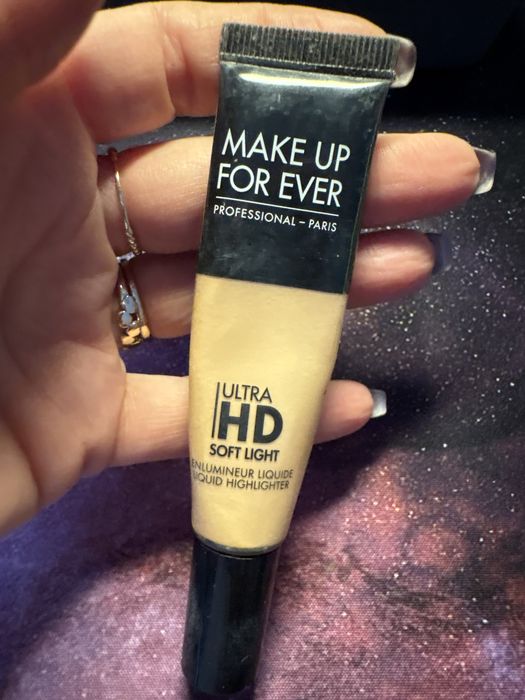 MAKE UP
FOR EVER
PROFESSIONAL – PARIS
ULTRA
HD
SOFT LIGHT
ENLUMINEUR LIQUIDE
LIQUID HIGHLIGHTER